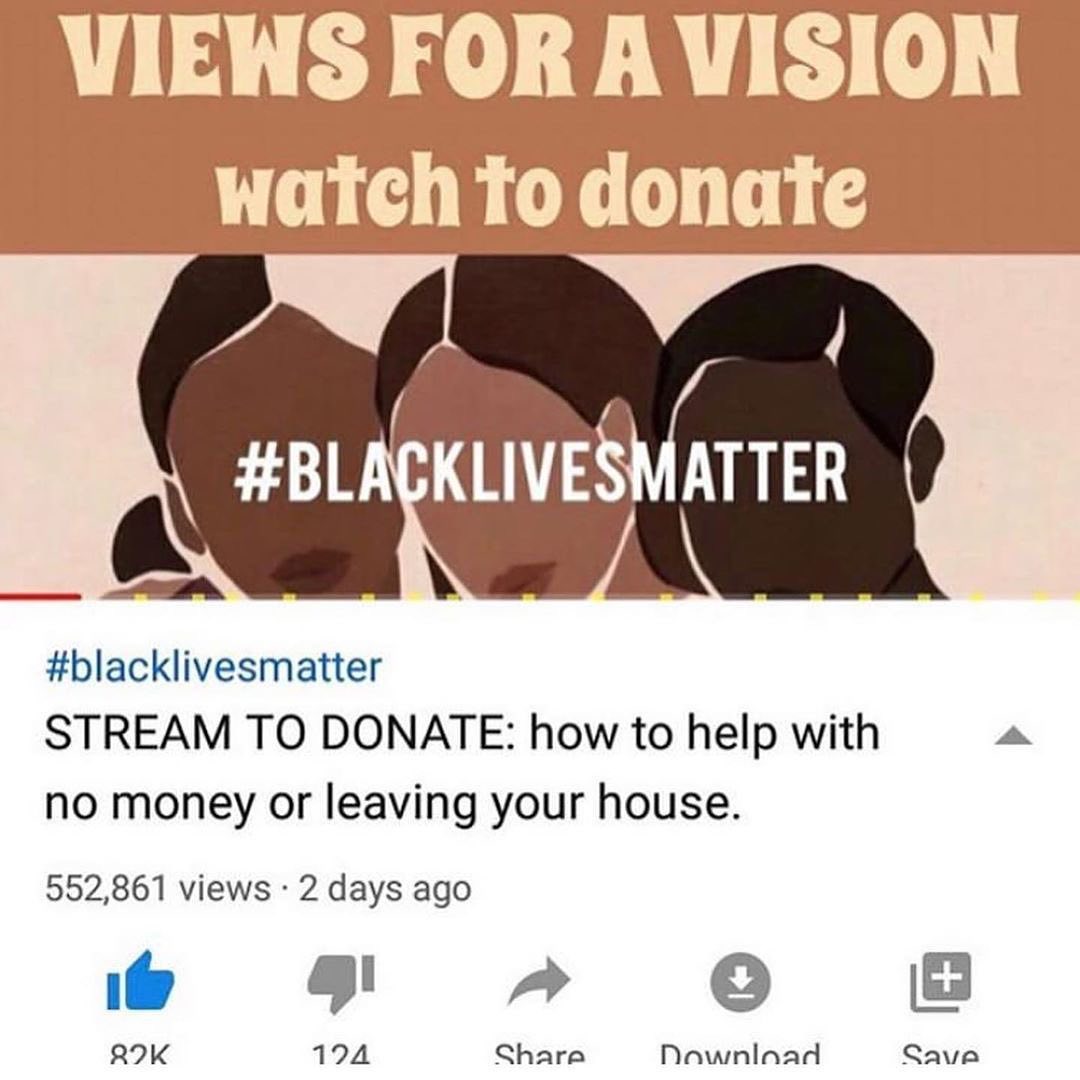 VIEWS FOR A VISION
watch to donate
#BLACKLIVESMATTER
#blacklivesmatter
STREAM TO DONATE: how to help with
no money or leaving your house.
552,861 views · 2 days ago
82K 124 Share Download Save